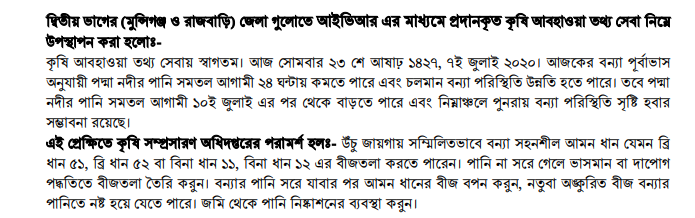 দ্বিতীয় ভাগের (মুন্সিগঞ্জ ও রাজবাড়ি) জেলা গুলোতে আইভিআর এর মাধ্যমে প্রদানকৃত কৃষি আবহাওয়া তথ্য সেবা নিম্নে
উপস্থাপন করা হলোঃ-
কৃষি আবহাওয়া তথ্য সেবায় স্বাগতম। আজ সোমবার ২৩ শে আষাঢ় ১৪২৭, ৭ই জুলাই ২০২০। আজকের বন্যা পূর্বাভাস
অনুযায়ী পদ্মা নদীর পানি সমতল আগামী ২৪ ঘন্টায় কমতে পারে এবং চলমান বন্যা পরিস্থিতি উন্নতি হতে পারে। তবে পদ্মা
নদীর পানি সমতল আগামী ১০ই জুলাই এর পর থেকে বাড়তে পারে এবং নিম্নাঞ্চলে পুনরায় বন্যা পরিস্থিতি সৃষ্টি হবার
সম্ভাবনা রয়েছে।
এই প্রেক্ষিতে কৃষি সম্প্রসারণ অধিদপ্তরের পরামর্শ হলঃ- উঁচু জায়গায় সম্মিলিতভাবে বন্যা সহনশীল আমন ধান যেমন ব্রি
ধান ৫১, ব্রি ধান ৫২ বা বিনা ধান ১১, বিনা ধান ১২ এর বীজতলা করতে পারেন। পানি না সরে গেলে ভাসমান বা দাপোগ
পদ্ধতিতে বীজতলা তৈরি করুন। বন্যার পানি সরে যাবার পর আমন ধানের বীজ বপন করুন, নতুবা অঙ্কুরিত বীজ বন্যার
পানিতে নষ্ট হয়ে যেতে পারে। জমি থেকে পানি নিষ্কাশনের ব্যবস্থা করুন।